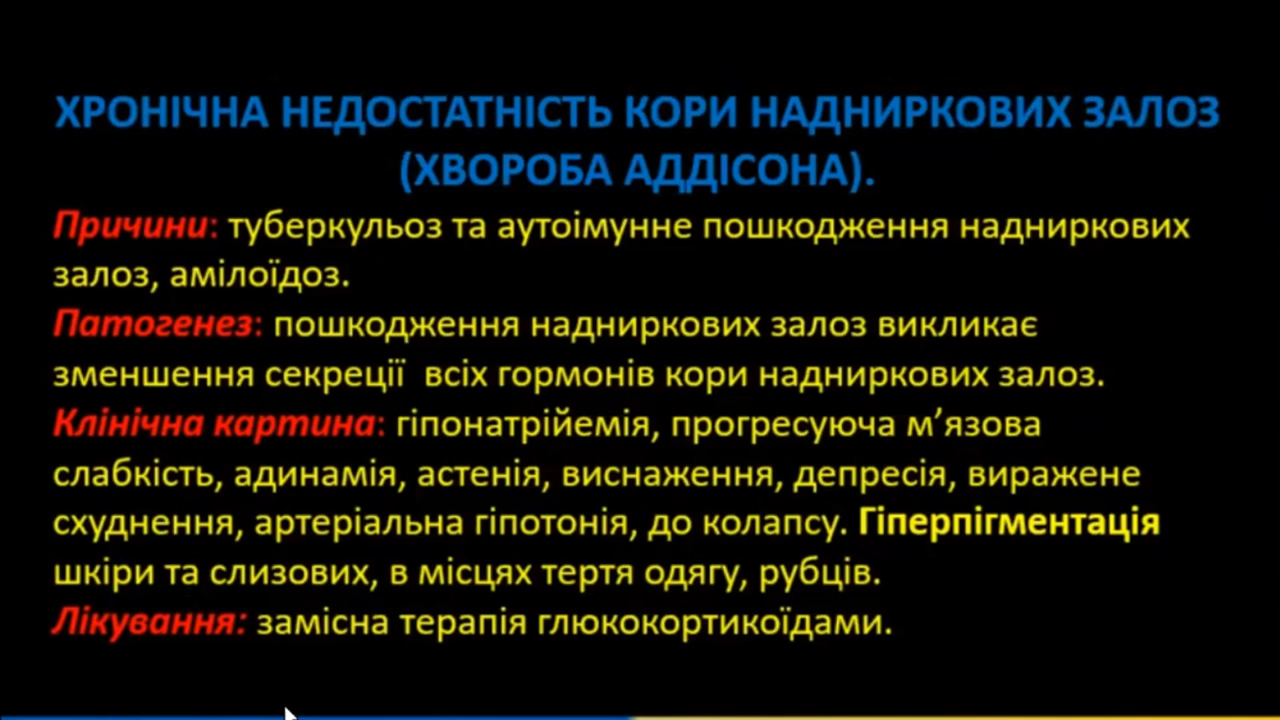 ХРОНІЧНА НЕДОСТАТНІСТЬ КОРИ НАДНИРКОВИХ ЗАЛОЗ
(ХВОРОБА АДДІСОНА).
Причини: туберкульоз та аутоімунне пошкодження надниркових
залоз, амілоїдоз.
Патогенез: пошкодження надниркових залоз викликає
зменшення секреції  всіх гормонів кори надниркових залоз.
Клінічна картина: гіпонатрійемія, прогресуюча м’язова
слабкість, адинамія, астенія, виснаження, депресія, виражене
схуднення, артеріальна гіпотонія, до колапсу. Гіперпігментація
шкіри та слизових, в місцях тертя одягу, рубців.
Лікування: замісна терапія глюкокортикоїдами.